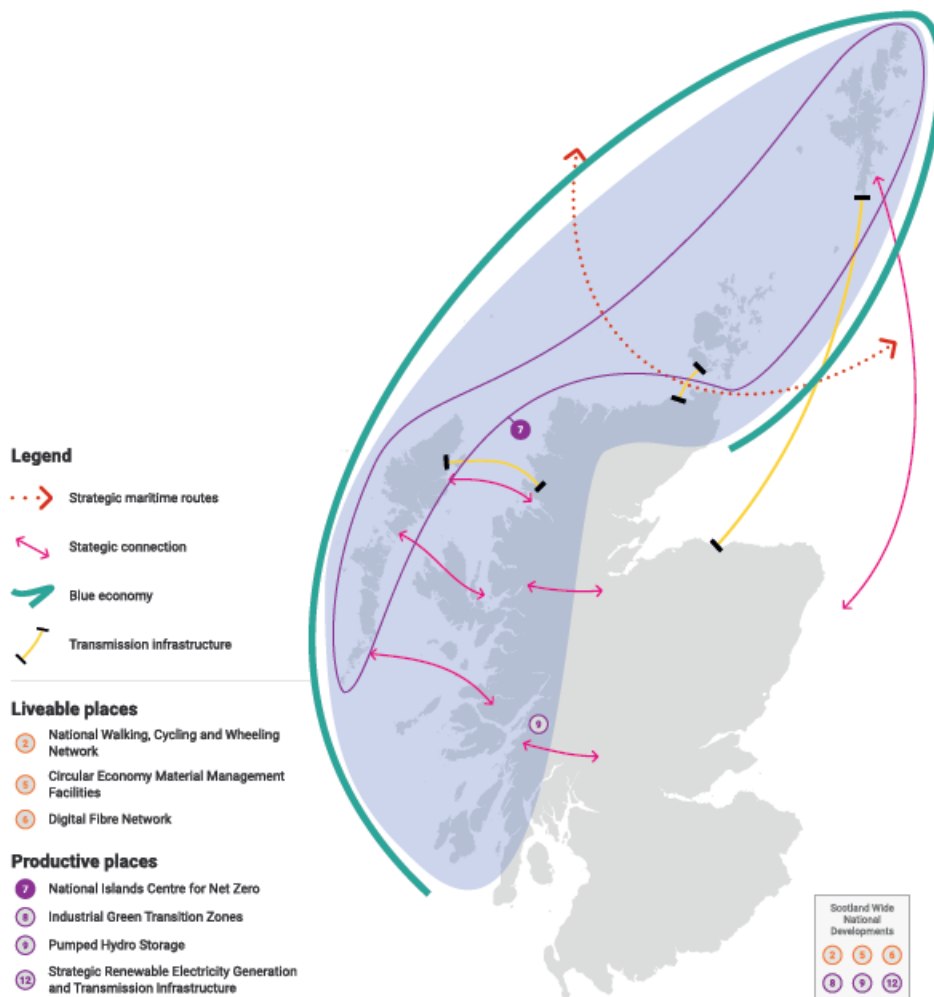 7
9
Legend
Strategic maritime routes
Stategic connection
Blue economy
Transmission infrastructure
Liveable places
2 National Walking, Cycling and Wheeling
Network
5 Circular Economy Material Management
Facilities
6 Digital Fibre Network
Productive places
7 National Islands Centre for Net Zero
8 Industrial Green Transition Zones
9 Pumped Hydro Storage
12 Strategic Renewable Electricity Generation
and Transmission Infrastructure
Scotland Wide
National
Developments
2 5 6
8 9 12